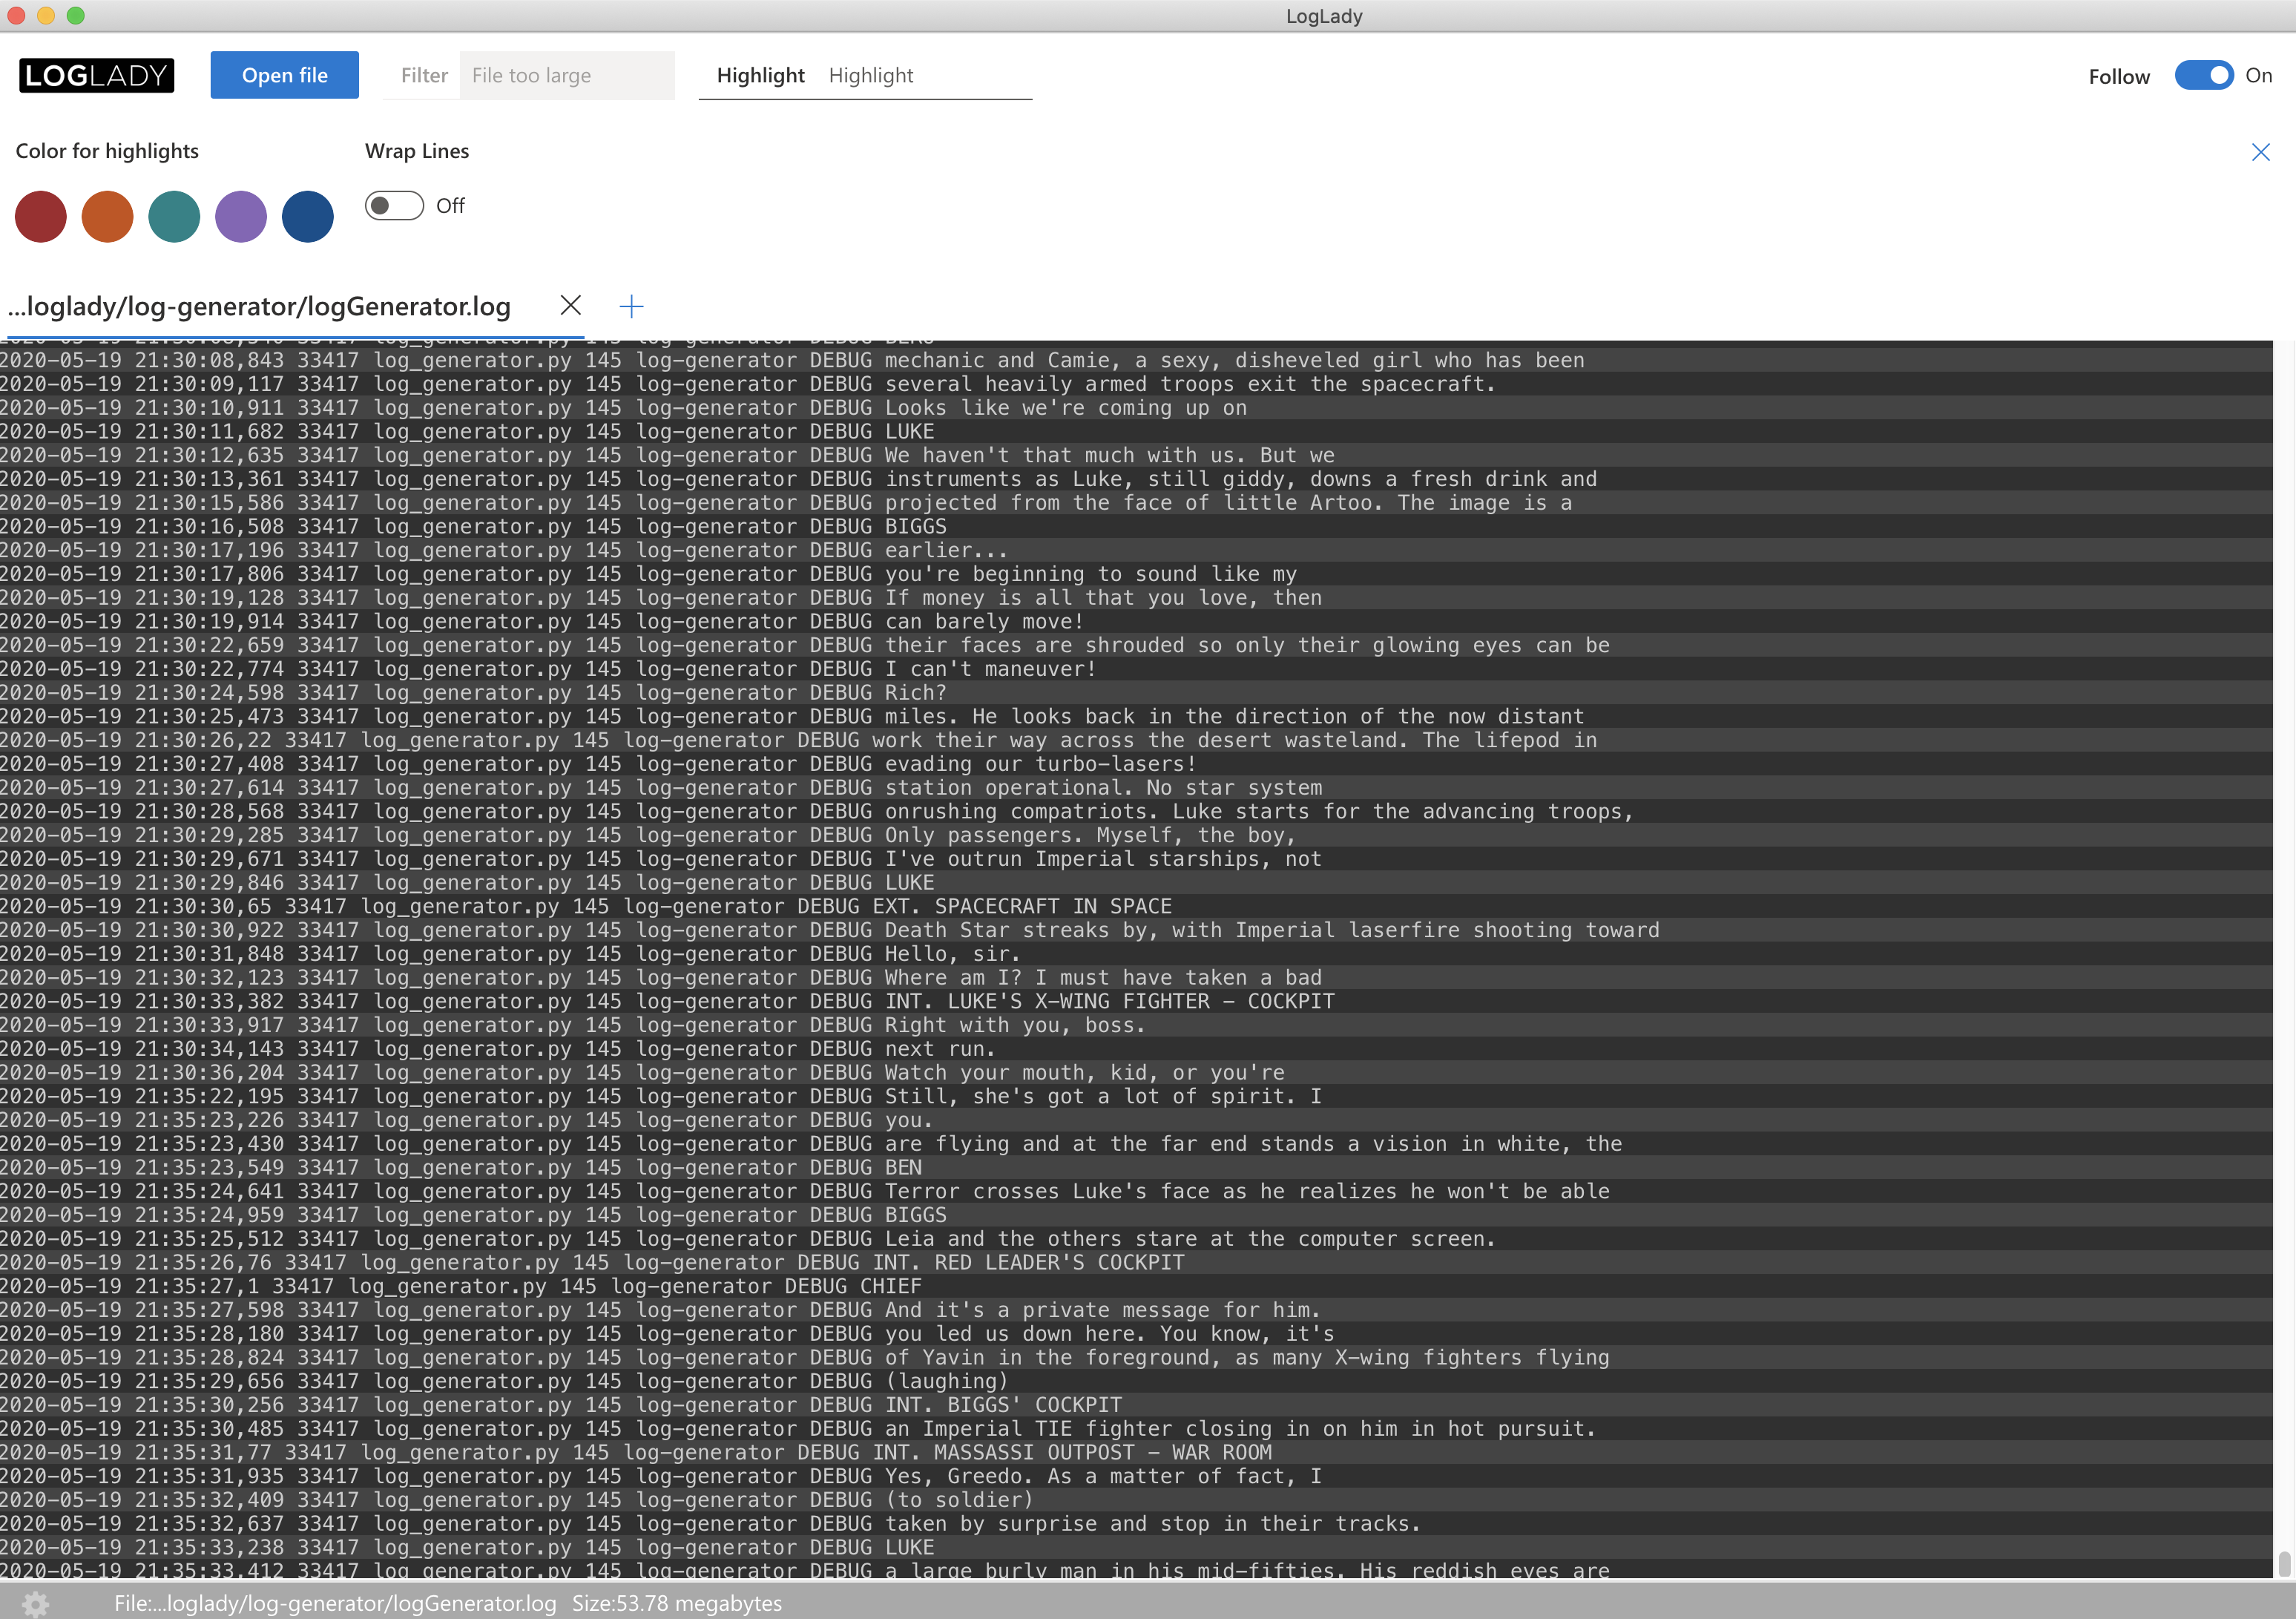 LogLady
LOGLADY Open file Filter File too large Highlight Highlight Follow On
Color for highlights Wrap Lines
Off
...loglady/log-generator/logGenerator.log
2020-05-19 21:30:08,843 33417 log_generator.py 145 log-generator DEBUG mechanic and Camie, a sexy, disheveled girl who has been
2020-05-19 21:30:09,117 33417 log_generator.py 145 log-generator DEBUG several heavily armed troops exit the spacecraft.
2020-05-19 21:30:10,911 33417 log_generator.py 145 log-generator DEBUG Looks like we're coming up on
2020-05-19 21:30:11,682 33417 log_generator.py 145 log-generator DEBUG LUKE
2020-05-19 21:30:12,635 33417 log_generator.py 145 log-generator DEBUG We haven't that much with us. But we
2020-05-19 21:30:13,361 33417 log_generator.py 145 log-generator DEBUG instruments as Luke, still giddy, downs a fresh drink and
2020-05-19 21:30:15,586 33417 log_generator.py 145 log-generator DEBUG projected from the face of little Artoo. The image is a
2020-05-19 21:30:16,508 33417 log_generator.py 145 log-generator DEBUG BIGGS
2020-05-19 21:30:17,196 33417 log_generator.py 145 log-generator DEBUG earlier...
2020-05-19 21:30:17,806 33417 log_generator.py 145 log-generator DEBUG you're beginning to sound like my
2020-05-19 21:30:19,128 33417 log_generator.py 145 log-generator DEBUG If money is all that you love, then
2020-05-19 21:30:19,914 33417 log_generator.py 145 log-generator DEBUG can barely move!
2020-05-19 21:30:22,659 33417 log_generator.py 145 log-generator DEBUG their faces are shrouded so only their glowing eyes can be
2020-05-19 21:30:22,774 33417 log_generator.py 145 log-generator DEBUG I can't maneuver!
2020-05-19 21:30:24,598 33417 log_generator.py 145 log-generator DEBUG Rich?
2020-05-19 21:30:25,473 33417 log_generator.py 145 log-generator DEBUG miles. He looks back in the direction of the now distant
2020-05-19 21:30:26,22 33417 log_generator.py 145 log-generator DEBUG work their way across the desert wasteland. The lifepod in
2020-05-19 21:30:27,408 33417 log_generator.py 145 log-generator DEBUG evading our turbo-lasers!
2020-05-19 21:30:27,614 33417 log_generator.py 145 log-generator DEBUG station operational. No star system
2020-05-19 21:30:28,568 33417 log_generator.py 145 log-generator DEBUG onrushing compatriots. Luke starts for the advancing troops,
2020-05-19 21:30:29,285 33417 log_generator.py 145 log-generator DEBUG Only passengers. Myself, the boy,
2020-05-19 21:30:29,671 33417 log_generator.py 145 log-generator DEBUG I've outrun Imperial starships, not
2020-05-19 21:30:29,846 33417 log_generator.py 145 log-generator DEBUG LUKE
2020-05-19 21:30:30,65 33417 log_generator.py 145 log-generator DEBUG EXT. SPACECRAFT IN SPACE
2020-05-19 21:30:30,922 33417 log_generator.py 145 log-generator DEBUG Death Star streaks by, with Imperial laserfire shooting toward
2020-05-19 21:30:31,848 33417 log_generator.py 145 log-generator DEBUG Hello, sir.
2020-05-19 21:30:32,123 33417 log_generator.py 145 log-generator DEBUG Where am I? I must have taken a bad
2020-05-19 21:30:33,382 33417 log_generator.py 145 log-generator DEBUG INT. LUKE'S X-WING FIGHTER - COCKPIT
2020-05-19 21:30:33,917 33417 log_generator.py 145 log-generator DEBUG Right with you, boss.
2020-05-19 21:30:34,143 33417 log_generator.py 145 log-generator DEBUG next run.
2020-05-19 21:30:36,204 33417 log_generator.py 145 log-generator DEBUG Watch your mouth, kid, or you're
2020-05-19 21:35:22,195 33417 log_generator.py 145 log-generator DEBUG Still, she's got a lot of spirit. I
2020-05-19 21:35:23,226 33417 log_generator.py 145 log-generator DEBUG you.
2020-05-19 21:35:23,430 33417 log_generator.py 145 log-generator DEBUG are flying and at the far end stands a vision in white, the
2020-05-19 21:35:23,549 33417 log_generator.py 145 log-generator DEBUG BEN
2020-05-19 21:35:24,641 33417 log_generator.py 145 log-generator DEBUG Terror crosses Luke's face as he realizes he won't be able
2020-05-19 21:35:24,959 33417 log_generator.py 145 log-generator DEBUG BIGGS
2020-05-19 21:35:25,512 33417 log_generator.py 145 log-generator DEBUG Leia and the others stare at the computer screen.
2020-05-19 21:35:26,76 33417 log_generator.py 145 log-generator DEBUG INT. RED LEADER'S COCKPIT
2020-05-19 21:35:27,1 33417 log_generator.py 145 log-generator DEBUG CHIEF
2020-05-19 21:35:27,598 33417 log_generator.py 145 log-generator DEBUG And it's a private message for him.
2020-05-19 21:35:28,180 33417 log_generator.py 145 log-generator DEBUG you led us down here. You know, it's
2020-05-19 21:35:28,824 33417 log_generator.py 145 log-generator DEBUG of Yavin in the foreground, as many X-wing fighters flying
2020-05-19 21:35:29,656 33417 log_generator.py 145 log-generator DEBUG (laughing)
2020-05-19 21:35:30,256 33417 log_generator.py 145 log-generator DEBUG INT. BIGGS' COCKPIT
2020-05-19 21:35:30,485 33417 log_generator.py 145 log-generator DEBUG an Imperial TIE fighter closing in on him in hot pursuit.
2020-05-19 21:35:31,77 33417 log_generator.py 145 log-generator DEBUG INT. MASSASSI OUTPOST - WAR ROOM
2020-05-19 21:35:31,935 33417 log_generator.py 145 log-generator DEBUG Yes, Greedo. As a matter of fact, I
2020-05-19 21:35:32,409 33417 log_generator.py 145 log-generator DEBUG (to soldier)
2020-05-19 21:35:32,637 33417 log_generator.py 145 log-generator DEBUG taken by surprise and stop in their tracks.
2020-05-19 21:35:33,238 33417 log_generator.py 145 log-generator DEBUG LUKE
2020-05-19 21:35:33,412 33417 log_generator.py 145 log-generator DEBUG a large burly man in his mid-fifties. His reddish eyes are
File:...loglady/log-generator/logGenerator.log Size:53.78 megabytes